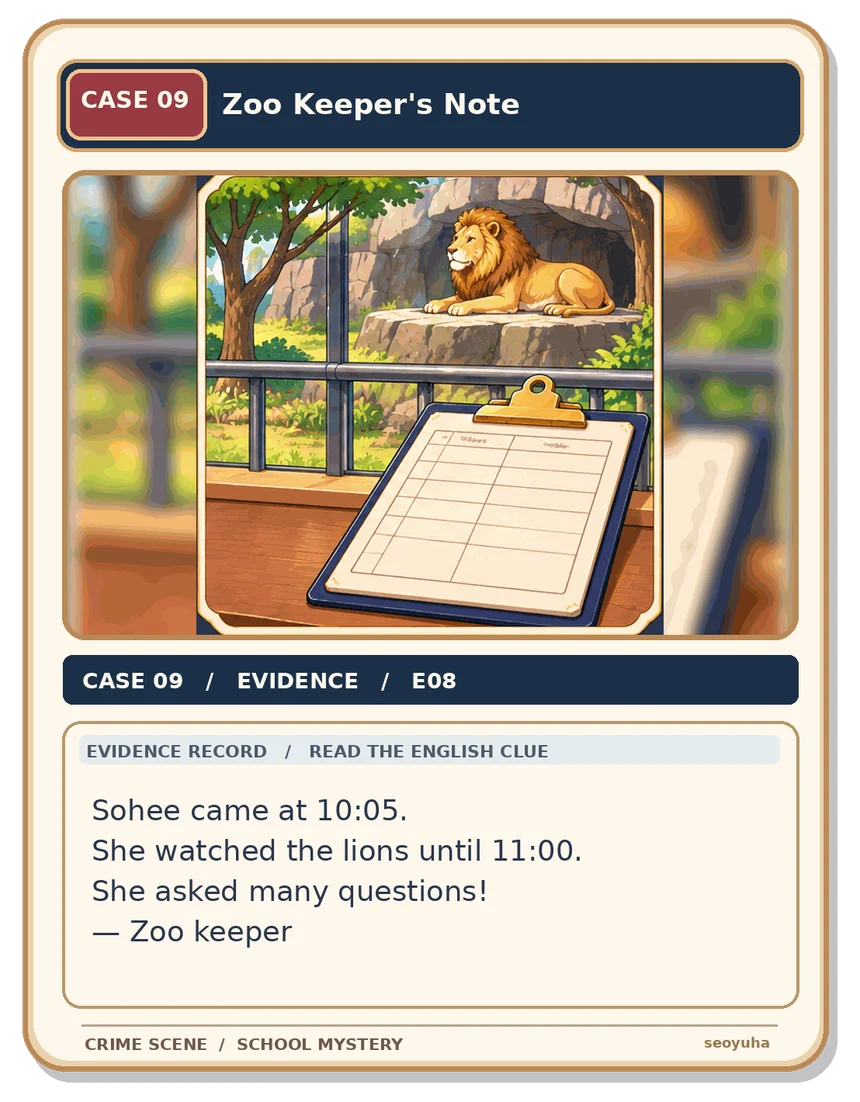 CASE 09
Zoo Keeper's Note
CASE 09 / EVIDENCE / E08
EVIDENCE RECORD / READ THE ENGLISH CLUE
Sohee came at 10:05.
She watched the lions until 11:00.
She asked many questions!
— Zoo keeper
CRIME SCENE / SCHOOL MYSTERY
seoyuha